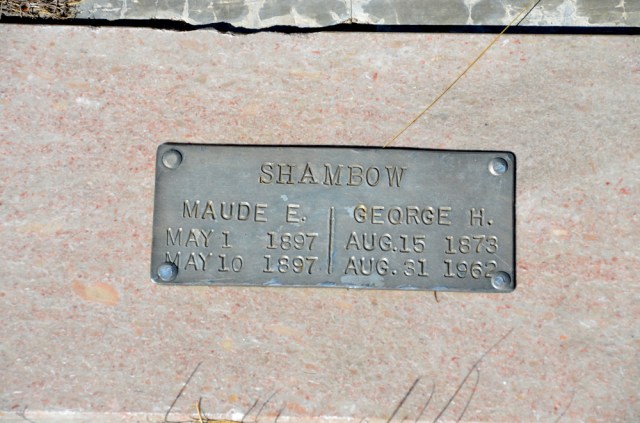 SHAMBOW
MAUDE E. GEORGE H.
MAY 1 1897 AUG. 15 1873
MAY 10 1897 AUG. 31 1962